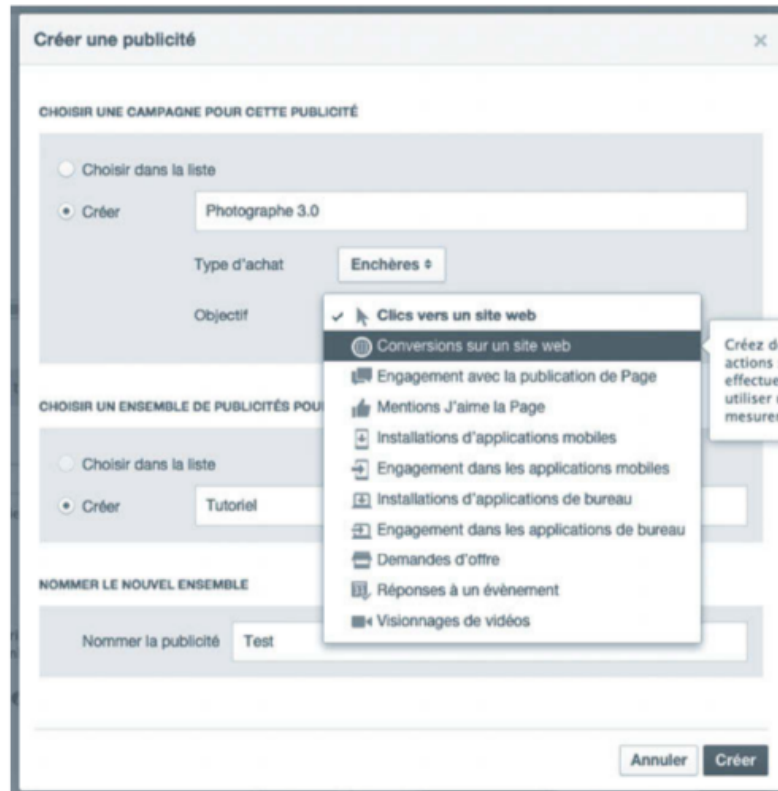 Créer une publicité
×
CHOISIR UNE CAMPAGNE POUR CETTE PUBLICITÉ
Choisir dans la liste
Créer Photographe 3.0
Type d'achat Enchères
Objectif
Clics vers un site web
Conversions sur un site web
Engagement avec la publication de Page
Mentions J'aime la Page
Installations d'applications mobiles
Engagement dans les applications mobiles
Installations d'applications de bureau
Engagement dans les applications de bureau
Demandes d'offre
Réponses à un évènement
Visionnages de vidéos
Créez
actions
utiliser
CHOISIR UN ENSEMBLE DE PUBLICITÉS
Choisir dans la liste
Créer Tutoriel
NOMMER LE NOUVEL ENSEMBLE
Nommer la publicité Test
Annuler Créer